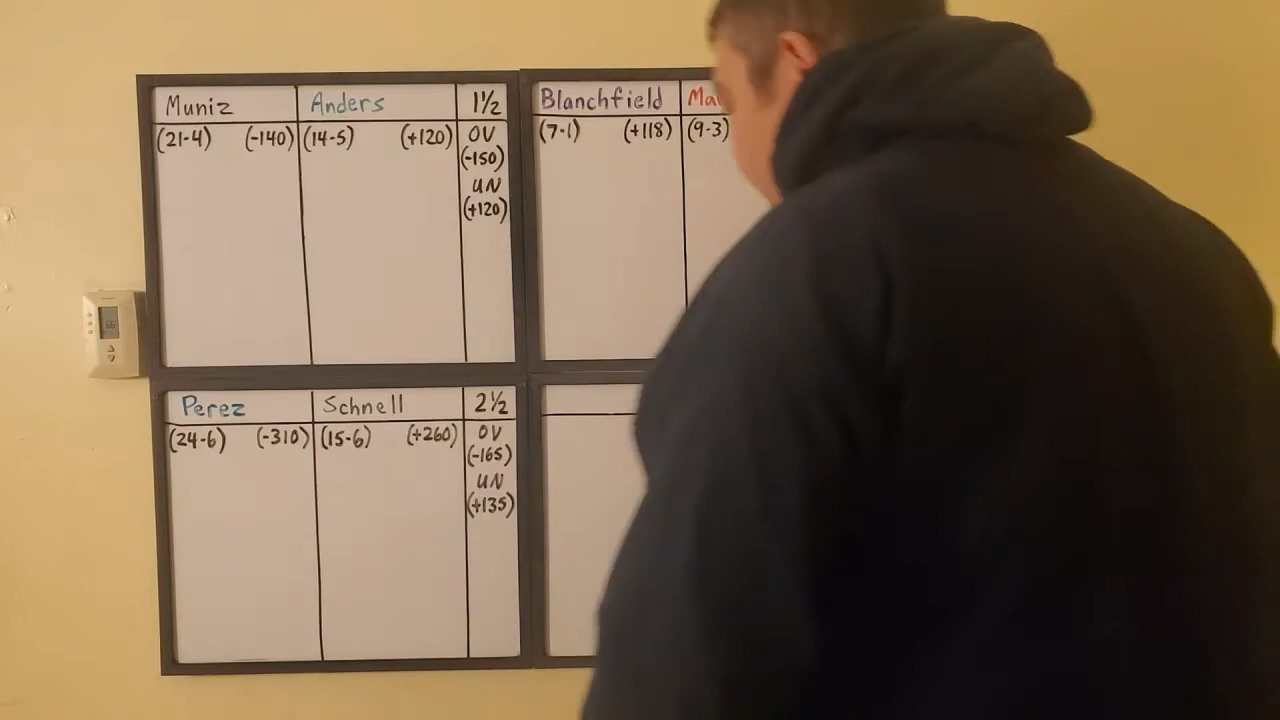 Muniz Anders 1½
(21-4) (-140) (14-5) (+120) OV
(-150)
UN
(+120)
Blanchfield
(7-1) (+118) (9-3)
Perez Schnell 2½
(24-6) (-310) (15-6) (+260) OV
(-165)
UN
(+135)